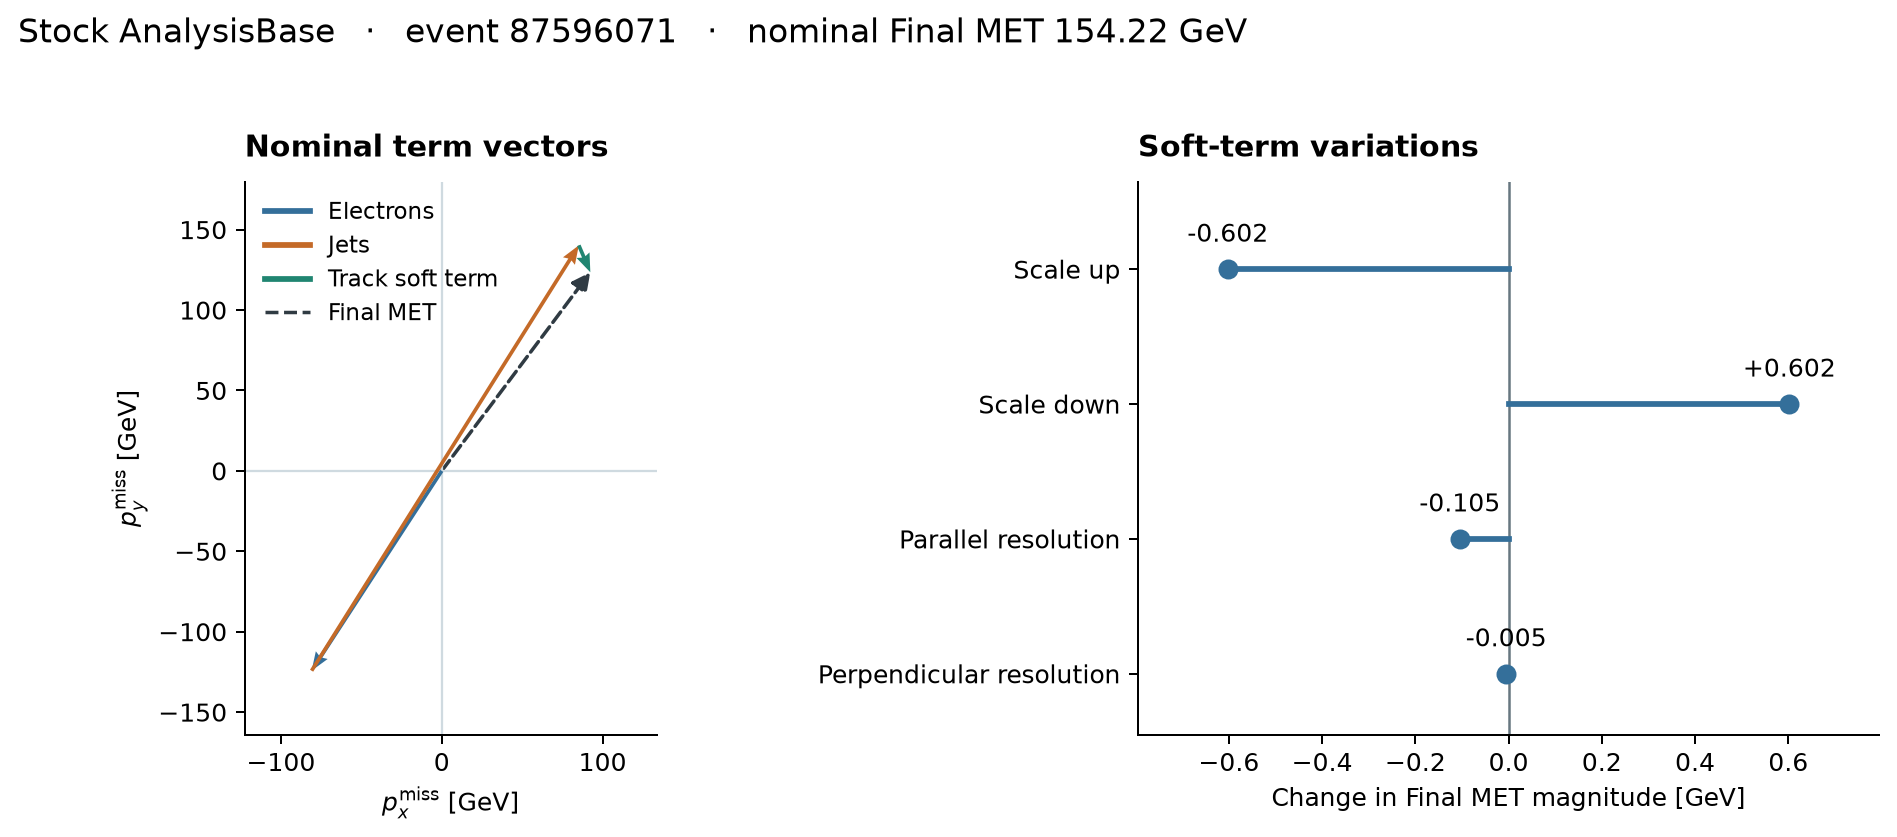 Stock AnalysisBase · event 87596071 · nominal Final MET 154.22 GeV
Nominal term vectors
Electrons
Jets
Track soft term
Final MET
150
100
50
0
−50
−100
−150
−100 0 100
p_y^miss [GeV]
p_x^miss [GeV]
Soft-term variations
Scale up
-0.602
Scale down
+0.602
Parallel resolution
-0.105
Perpendicular resolution
-0.005
−0.6 −0.4 −0.2 0.0 0.2 0.4 0.6
Change in Final MET magnitude [GeV]